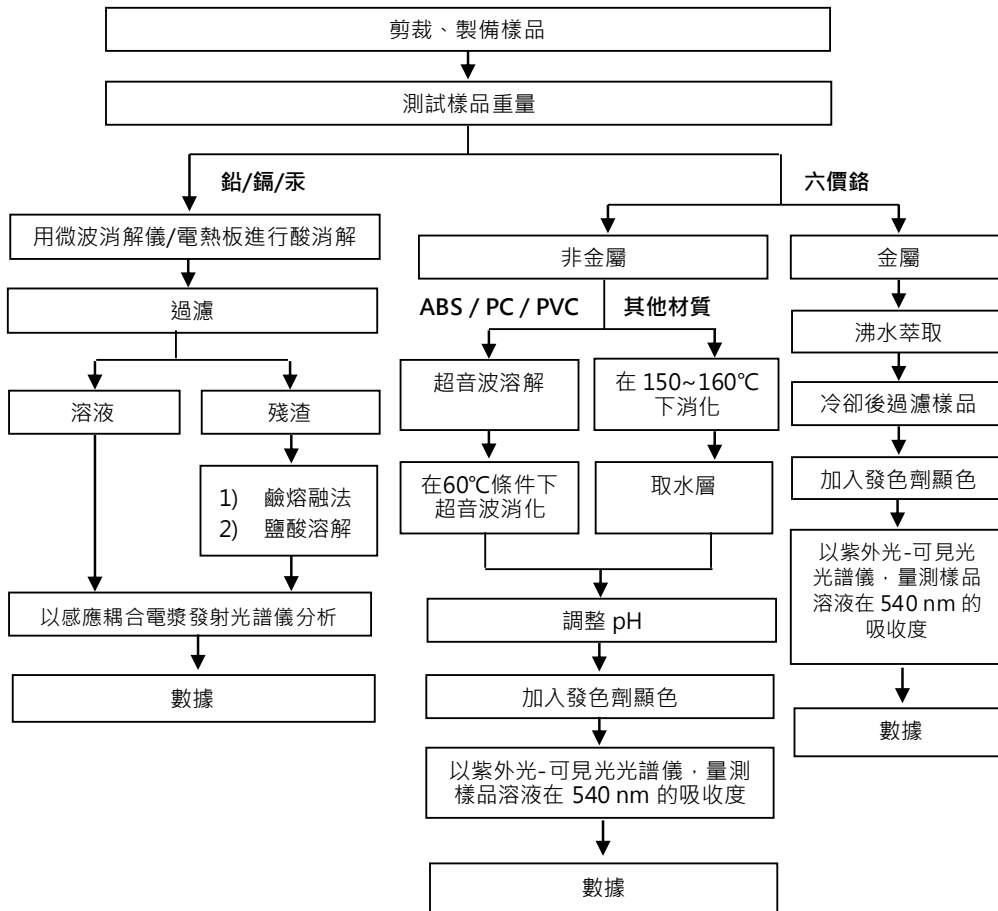 剪裁、製備樣品
測試樣品重量
鉛/鎘/汞
六價鉻
用微波消解儀/電熱板進行酸消解
非金屬
金屬
過濾
ABS / PC / PVC
其他材質
沸水萃取
溶液
殘渣
超音波溶解
在 150~160℃
下消化
冷卻後過濾樣品
1) 鹼熔融法
2) 鹽酸溶解
在60℃條件下
超音波消化
取水層
加入發色劑顯色
以紫外光-可見光
光譜儀，量測樣品
溶液在 540 nm 的
吸收度
以感應耦合電漿發射光譜儀分析
調整 pH
數據
加入發色劑顯色
數據
以紫外光-可見光光譜儀，量測
樣品溶液在 540 nm 的吸收度
數據